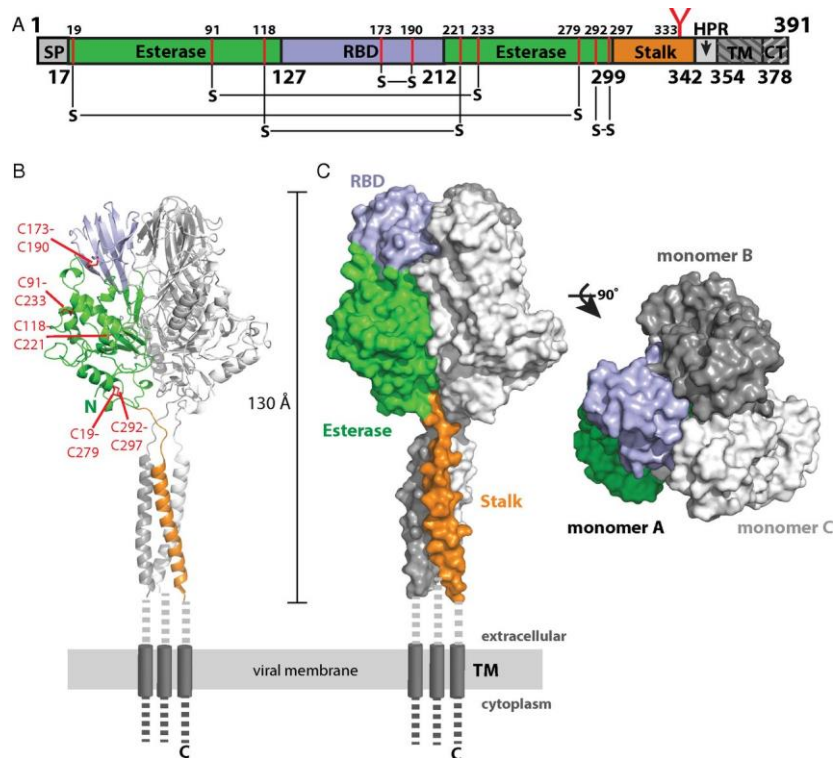 A 1 19 91 118 173 190 221 233 279 292 297 333 Y HPR 391
SP Esterase RBD Esterase Stalk TM CT
17 127 212 299 342 354 378
S S
S S
S S
S S S-S
B
C173-
C190
C91-
C233
C118-
C221
N
C19-
C279
C292-
C297
130 Å
C
RBD
Esterase
Stalk
90°
monomer B
monomer A
monomer C
extracellular
viral membrane
TM
cytoplasm
C
C